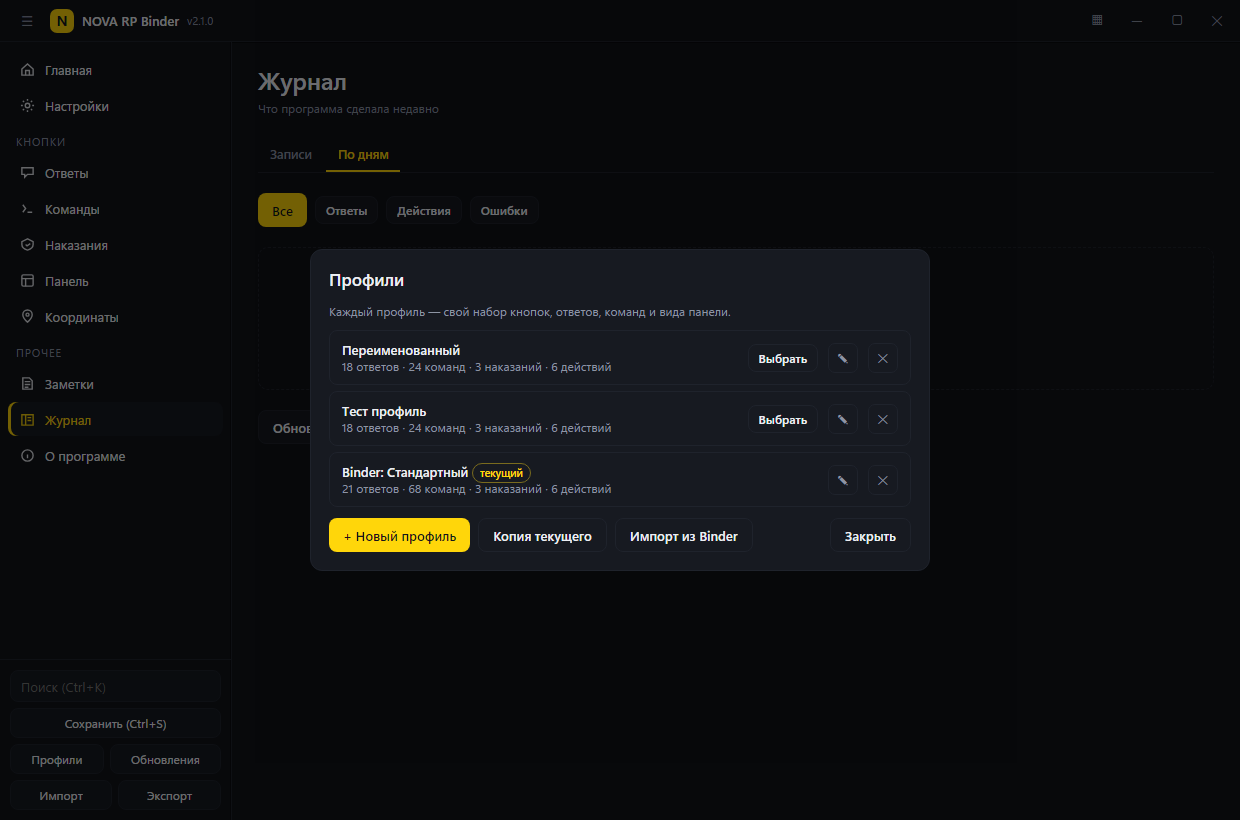 N NOVA RP Binder v2.1.0
Главная
Настройки
КНОПКИ
Ответы
Команды
Наказания
Панель
Координаты
ПРОЧЕЕ
Заметки
Журнал
О программе
Поиск (Ctrl+K)
Сохранить (Ctrl+S)
Профили Обновления
Импорт Экспорт
Журнал
Что программа сделала недавно
Записи По дням
Все Ответы Действия Ошибки
Обнов
Профили
Каждый профиль — свой набор кнопок, ответов, команд и вида панели.
Переименованный
18 ответов · 24 команд · 3 наказаний · 6 действий
Выбрать
Тест профиль
18 ответов · 24 команд · 3 наказаний · 6 действий
Выбрать
Binder: Стандартный текущий
21 ответов · 68 команд · 3 наказаний · 6 действий
+ Новый профиль Копия текущего Импорт из Binder Закрыть